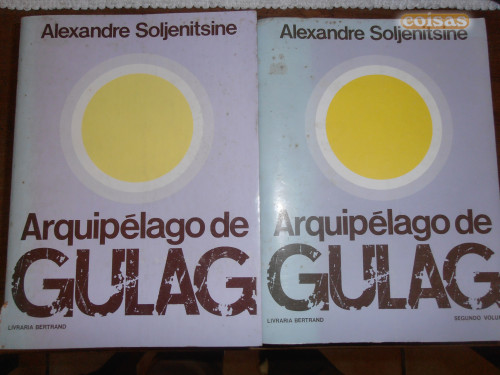 Alexandre Soljenitsine
Arquipélago de
GULAG
LIVRARIA BERTRAND
coisas
Alexandre Soljenitsine
Arquipélago de
GULAG
LIVRARIA BERTRAND
SEGUNDO VOLU